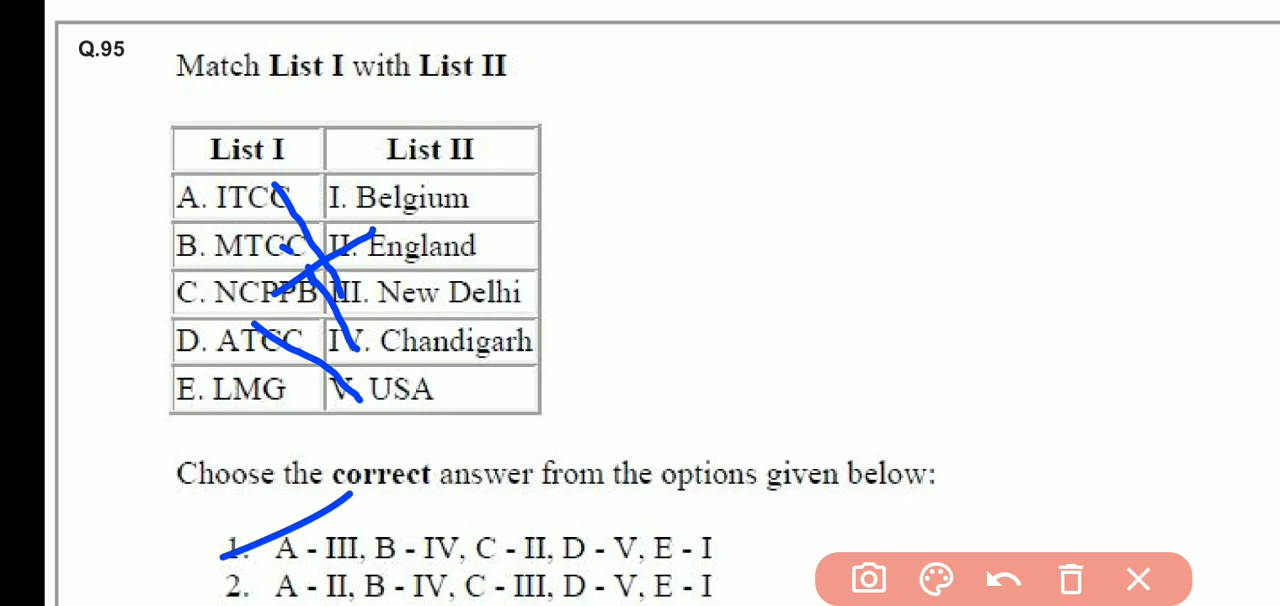 Q.95
Match List I with List II
List I List II
A. ITCC I. Belgium
B. MTCC II. England
C. NCPPB III. New Delhi
D. ATCC IV. Chandigarh
E. LMG V. USA
Choose the correct answer from the options given below:
1. A - III, B - IV, C - II, D - V, E - I
2. A - II, B - IV, C - III, D - V, E - I